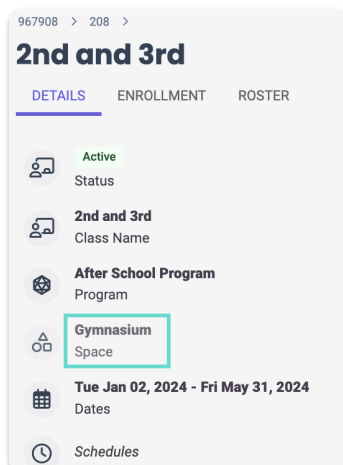 967908 > 208 >
2nd and 3rd
DETAILS ENROLLMENT ROSTER
Active
Status
2nd and 3rd
Class Name
After School Program
Program
Gymnasium
Space
Tue Jan 02, 2024 - Fri May 31, 2024
Dates
Schedules